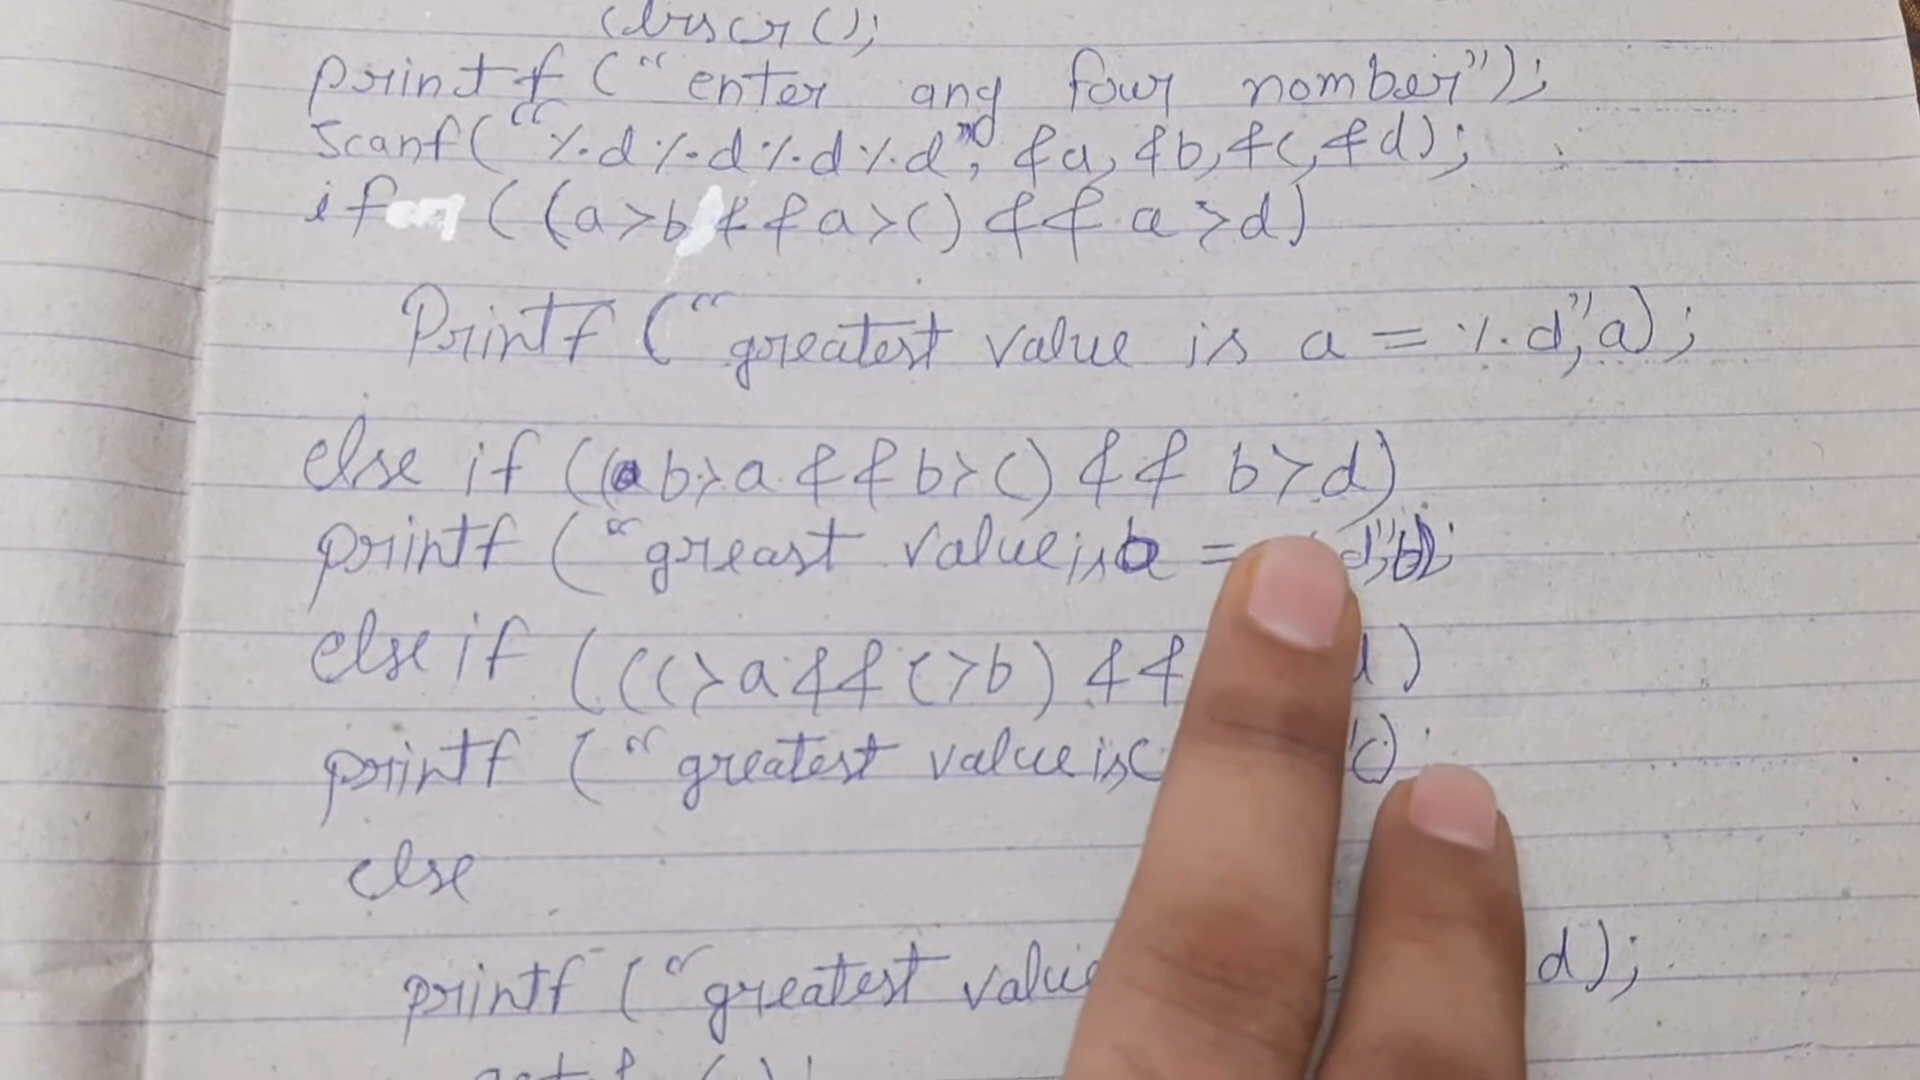 clrscr();
printf ("enter any four nomber");
Scanf("%d%d%d%d", &a, &b, &c, &d);
if ((a>b && a>c) && a>d)
Printf ("greatest value is a = %d", a);
else if ((b>a && b>c) && b>d)
printf ("greast value is b = d", b);
else if ((c>a && c>b) &&
printf ("greatest value is c c)
else
printf ("greatest d);